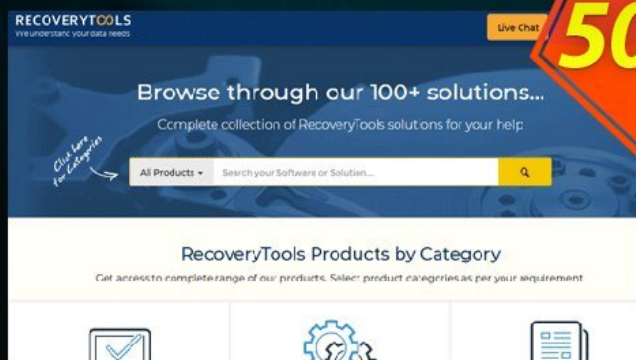 RECOVERYTOOLS
We understand your data needs
Live Chat
50
Browse through our 100+ solutions...
Complete collection of RecoveryTools solutions for your help
Click here
for Categories
All Products
Search your Software or Solution....
RecoveryTools Products by Category
Get access to complete range of our products. Select product categories as per your requirement